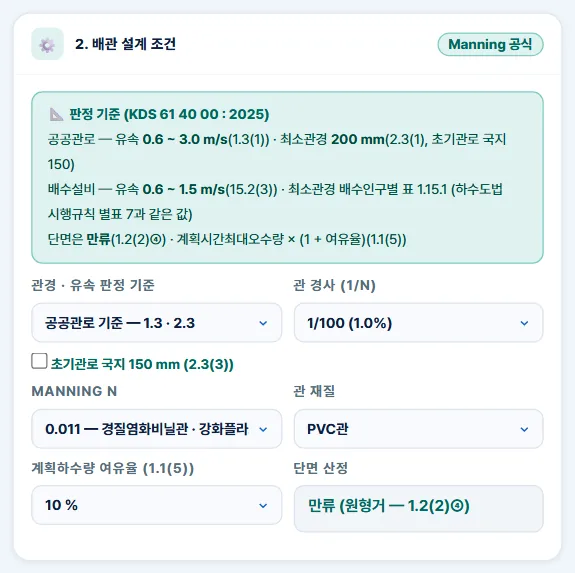 2. 배관 설계 조건
Manning 공식
판정 기준 (KDS 61 40 00 : 2025)
공공관로 — 유속 0.6 ~ 3.0 m/s(1.3(1)) · 최소관경 200 mm(2.3(1), 초기관로 국지
150)
배수설비 — 유속 0.6 ~ 1.5 m/s(15.2(3)) · 최소관경 배수인구별 표 1.15.1 (하수도법
시행규칙 별표 7과 같은 값)
단면은 만류(1.2(2)④) · 계획시간최대오수량 × (1 + 여유율)(1.1(5))
관경 · 유속 판정 기준
관 경사 (1/N)
공공관로 기준 — 1.3 · 2.3
1/100 (1.0%)
초기관로 국지 150 mm (2.3(3))
MANNING N
관 재질
0.011 — 경질염화비닐관 · 강화플라
PVC관
계획하수량 여유율 (1.1(5))
단면 산정
10 %
만류 (원형거 — 1.2(2)④)